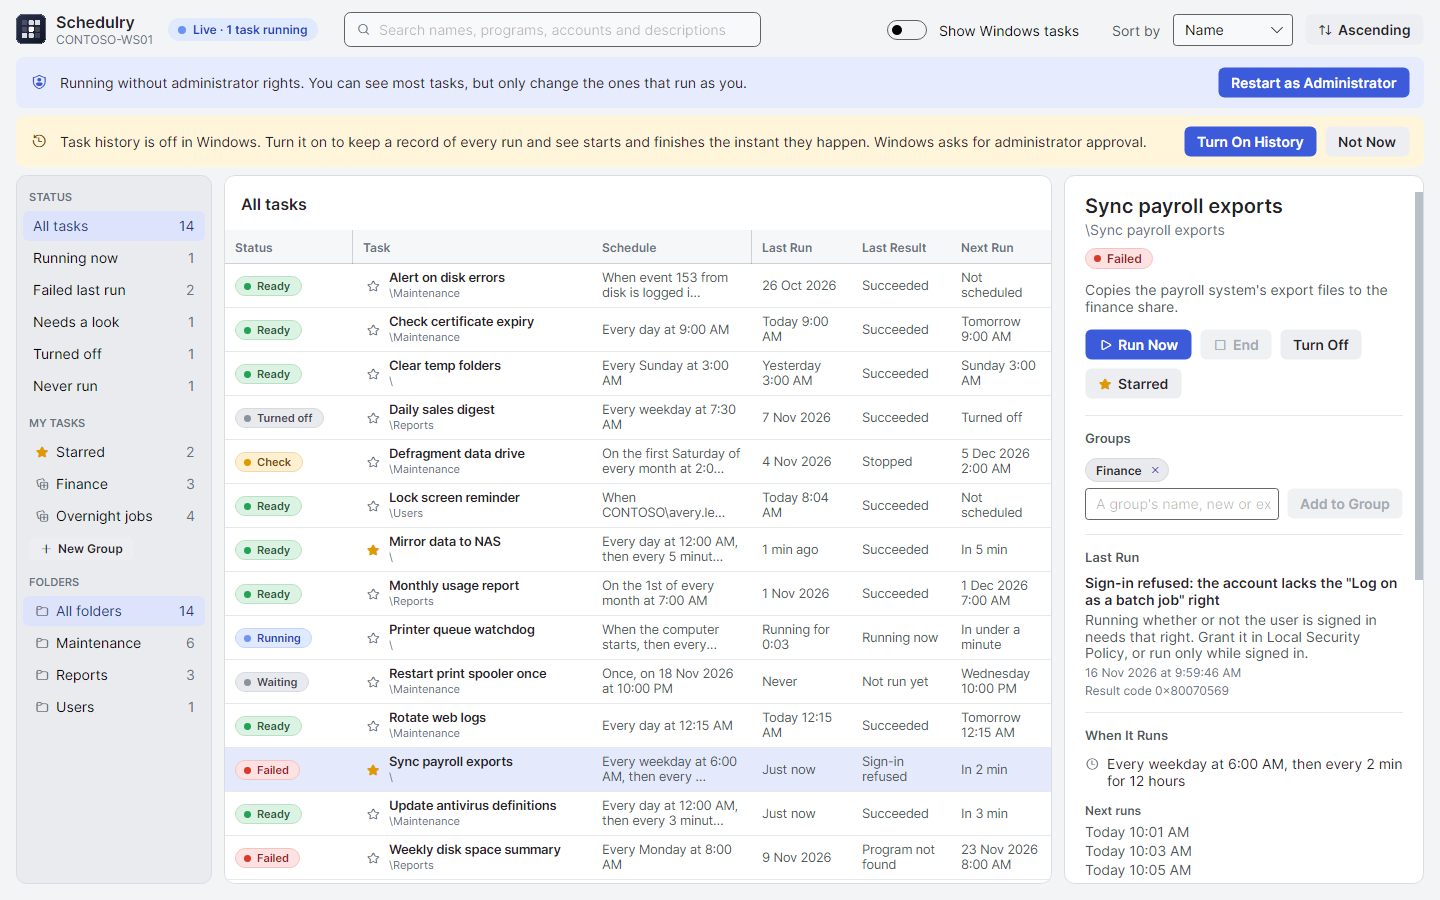 Schedulry
CONTOSO-WS01
Live · 1 task running
Search names, programs, accounts and descriptions
Show Windows tasks
Sort by
Name
Ascending
Running without administrator rights. You can see most tasks, but only change the ones that run as you.
Restart as Administrator
Task history is off in Windows. Turn it on to keep a record of every run and see starts and finishes the instant they happen. Windows asks for administrator approval.
Turn On History
Not Now
STATUS
All tasks 14
Running now 1
Failed last run 2
Needs a look 1
Turned off 1
Never run 1
MY TASKS
Starred 2
Finance 3
Overnight jobs 4
New Group
FOLDERS
All folders 14
Maintenance 6
Reports 3
Users 1
All tasks
Status Task Schedule Last Run Last Result Next Run
Ready
Alert on disk errors
\Maintenance
When event 153 from
disk is logged i...
26 Oct 2026
Succeeded
Not
scheduled
Ready
Check certificate expiry
\Maintenance
Every day at 9:00 AM
Today 9:00
AM
Succeeded
Tomorrow
9:00 AM
Ready
Clear temp folders
\
Every Sunday at 3:00
AM
Yesterday
3:00 AM
Succeeded
Sunday 3:00
AM
Turned off
Daily sales digest
\Reports
Every weekday at 7:30
AM
7 Nov 2026
Succeeded
Turned off
Check
Defragment data drive
\Maintenance
On the first Saturday of
every month at 2:0...
4 Nov 2026
Stopped
5 Dec 2026
2:00 AM
Ready
Lock screen reminder
\Users
When
CONTOSO\avery.le...
Today 8:04
AM
Succeeded
Not
scheduled
Ready
Mirror data to NAS
\
Every day at 12:00 AM,
then every 5 minut...
1 min ago
Succeeded
In 5 min
Ready
Monthly usage report
\Reports
On the 1st of every
month at 7:00 AM
1 Nov 2026
Succeeded
1 Dec 2026
7:00 AM
Running
Printer queue watchdog
\
When the computer
starts, then every...
Running for
0:03
Running now
In under a
minute
Waiting
Restart print spooler once
\Maintenance
Once, on 18 Nov 2026
at 10:00 PM
Never
Not run yet
Wednesday
10:00 PM
Ready
Rotate web logs
\Maintenance
Every day at 12:15 AM
Today 12:15
AM
Succeeded
Tomorrow
12:15 AM
Failed
Sync payroll exports
\
Every weekday at 6:00
AM, then every ...
Just now
Sign-in
refused
In 2 min
Ready
Update antivirus definitions
\Maintenance
Every day at 12:00 AM,
then every 3 minut...
Just now
Succeeded
In 3 min
Failed
Weekly disk space summary
\Reports
Every Monday at 8:00
AM
9 Nov 2026
Program not
found
23 Nov 2026
8:00 AM
Sync payroll exports
\Sync payroll exports
Failed
Copies the payroll system's export files to the
finance share.
Run Now
End
Turn Off
Starred
Groups
Finance ×
A group's name, new or ex
Add to Group
Last Run
Sign-in refused: the account lacks the "Log on
as a batch job" right
Running whether or not the user is signed in
needs that right. Grant it in Local Security
Policy, or run only while signed in.
16 Nov 2026 at 9:59:46 AM
Result code 0×80070569
When It Runs
Every weekday at 6:00 AM, then every 2 min
for 12 hours
Next runs
Today 10:01 AM
Today 10:03 AM
Today 10:05 AM